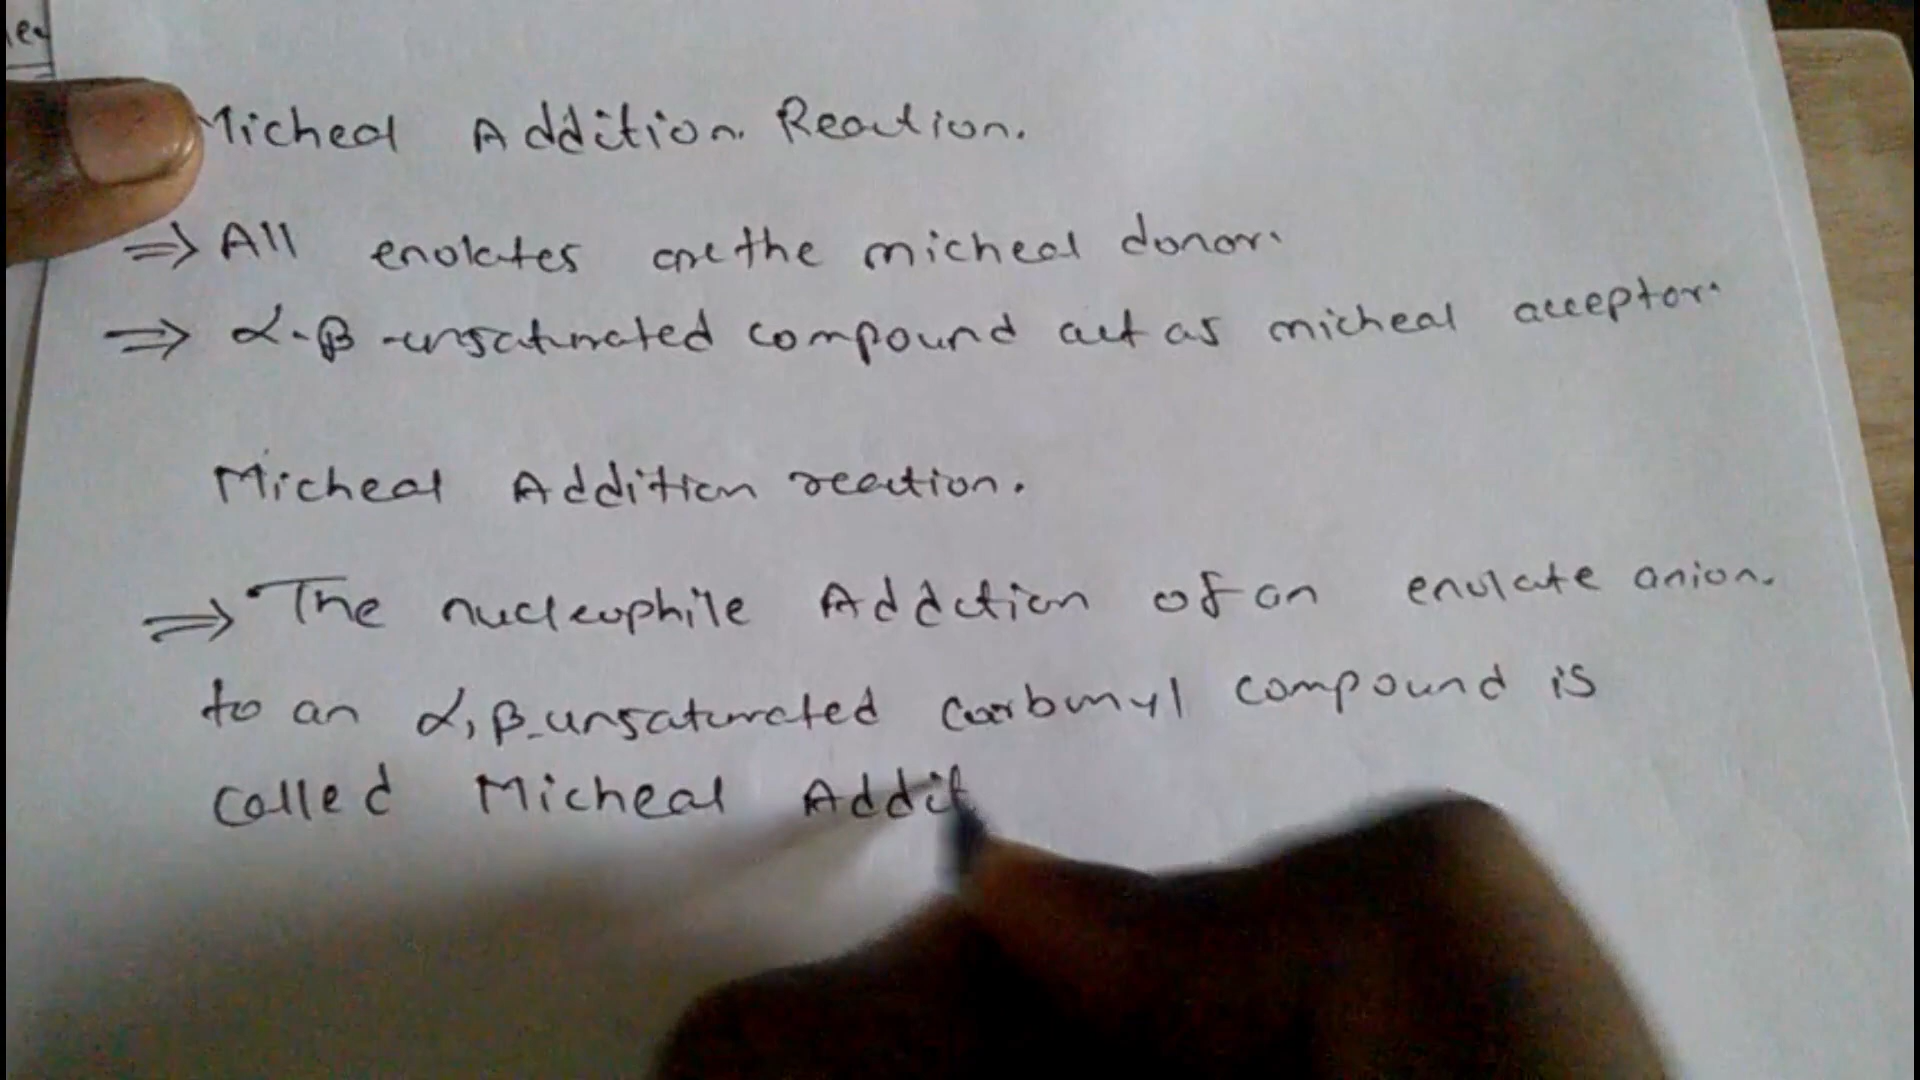 Micheal Addition. Reaction.
⇒ All enolates are the micheal donor.
⇒ α-β-unsaturated compound act as micheal acceptor.
Micheal Addition reaction.
⇒ The nucleophile Addition of an enolate anion.
to an α,β-unsaturated carbonyl compound is
called Micheal Addit